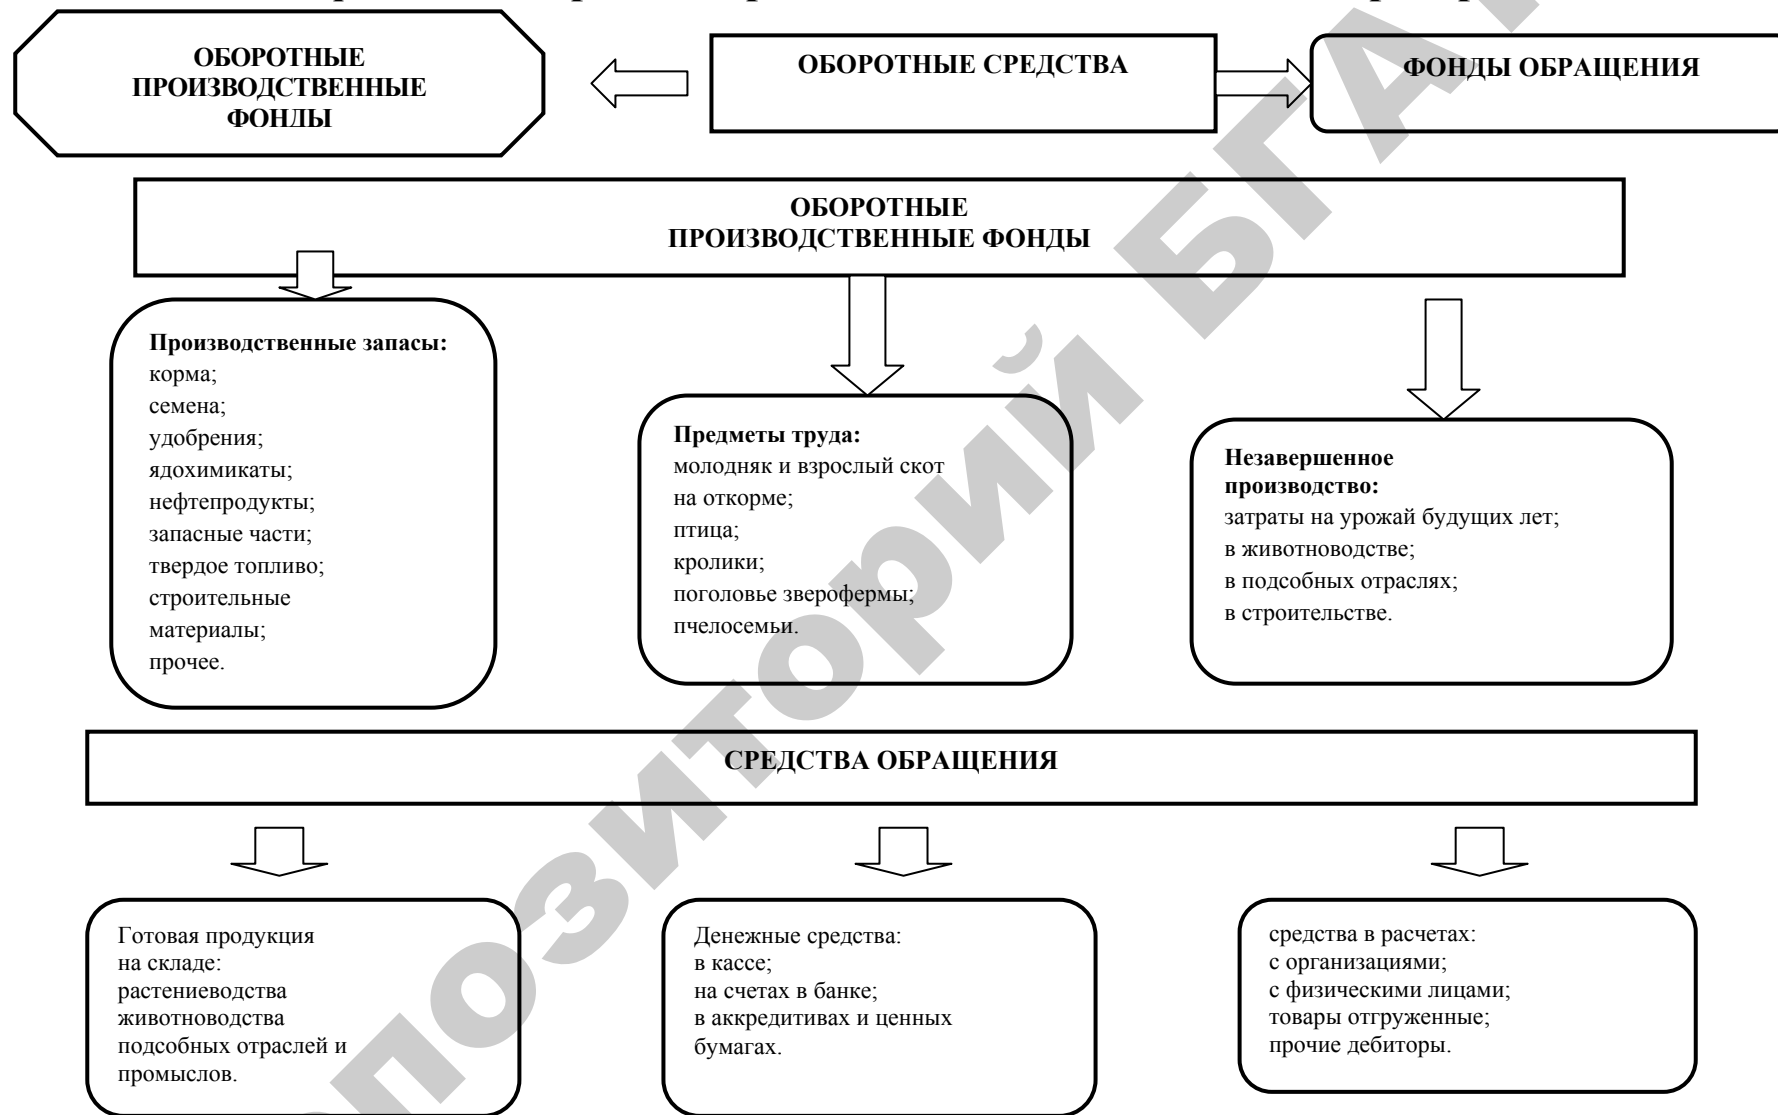 ОБОРОТНЫЕ
ПРОИЗВОДСТВЕННЫЕ
ФОНДЫ
ОБОРОТНЫЕ СРЕДСТВА
ФОНДЫ ОБРАЩЕНИЯ
ОБОРОТНЫЕ
ПРОИЗВОДСТВЕННЫЕ ФОНДЫ
Производственные запасы:
корма;
семена;
удобрения;
ядохимикаты;
нефтепродукты;
запасные части;
твердое топливо;
строительные
материалы;
прочее.
Предметы труда:
молодняк и взрослый скот
на откорме;
птица;
кролики;
поголовье зверофермы;
пчелосемьи.
Незавершенное
производство:
затраты на урожай будущих лет;
в животноводстве;
в подсобных отраслях;
в строительстве.
СРЕДСТВА ОБРАЩЕНИЯ
Готовая продукция
на складе:
растениеводства
животноводства
подсобных отраслей и
промыслов.
Денежные средства:
в кассе;
на счетах в банке;
в аккредитивах и ценных
бумагах.
средства в расчетах:
с организациями;
с физическими лицами;
товары отгруженные;
прочие дебиторы.